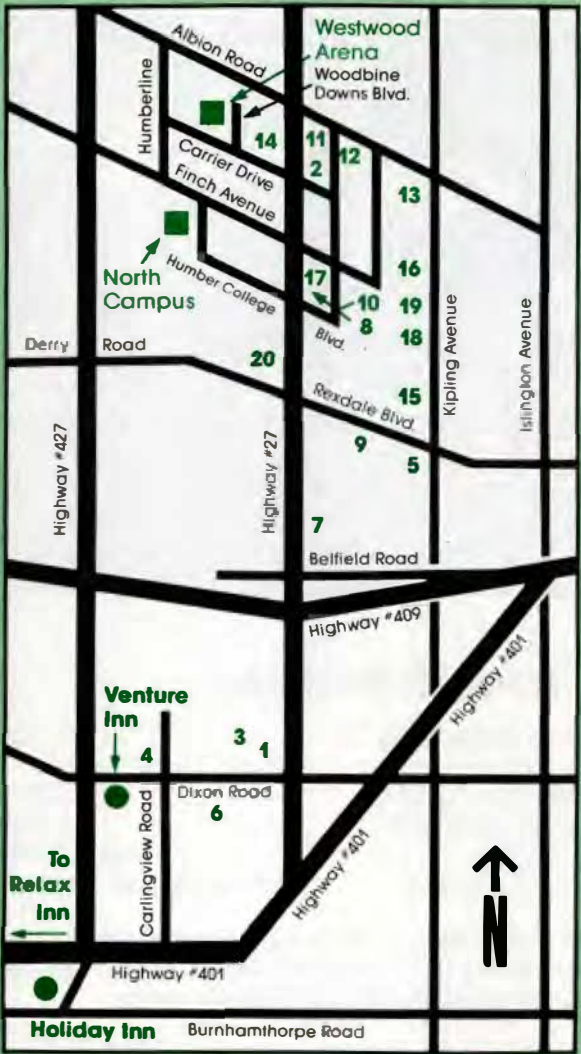 Westwood
Arena
Albion Road
Woodbine
Downs Blvd.
Humberline
14
11
2
12
Carrier Drive
Finch Avenue
13
North
Campus
17
16
10
8
19
18
Humber College
Blvd.
Kipling Avenue
Islington Avenue
Derry Road
20
15
Rexdale Blvd.
9
5
Highway #427
Highway #27
7
Belfield Road
Highway #409
Highway #401
Venture
Inn
4
3
1
Dixon Road
6
Carlingview Road
Highway #401
To
Relax
Inn
N
Highway #401
Holiday Inn
Burnhamthorpe Road